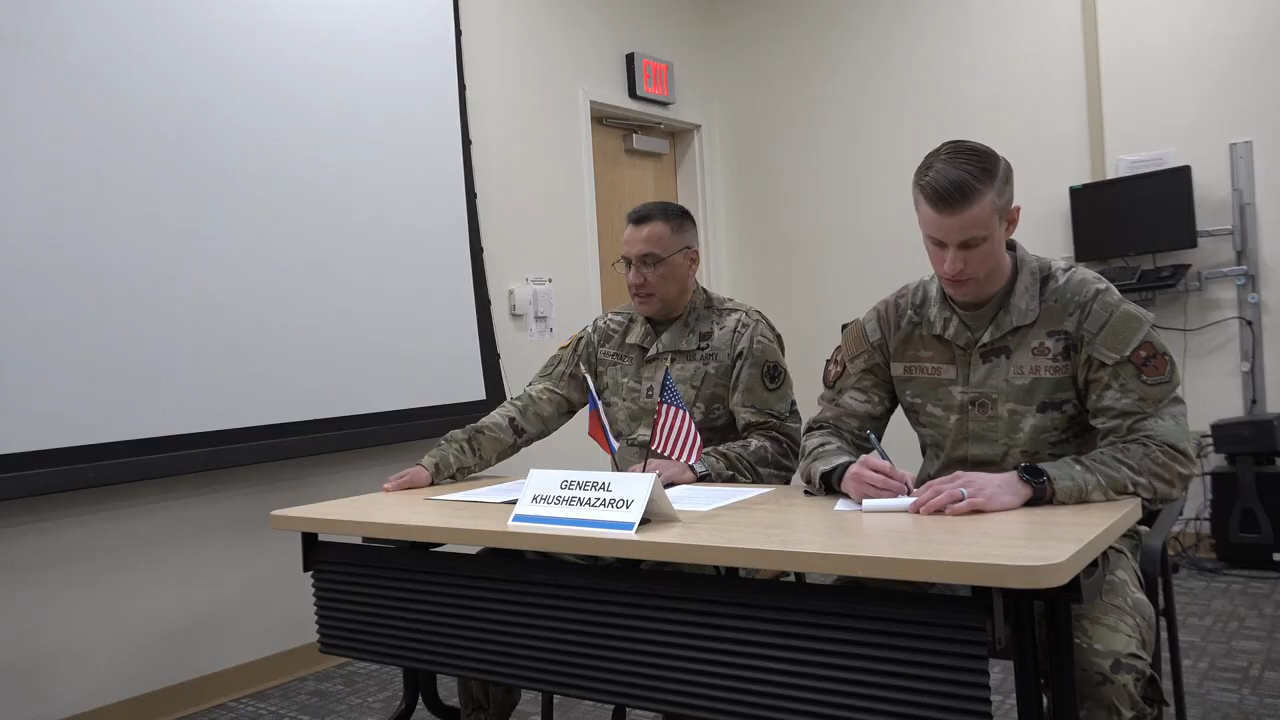 EXIT
U.S. ARMY
REYNOLDS
U.S. AIR FORCE
GENERAL
KHUSHENAZAROV